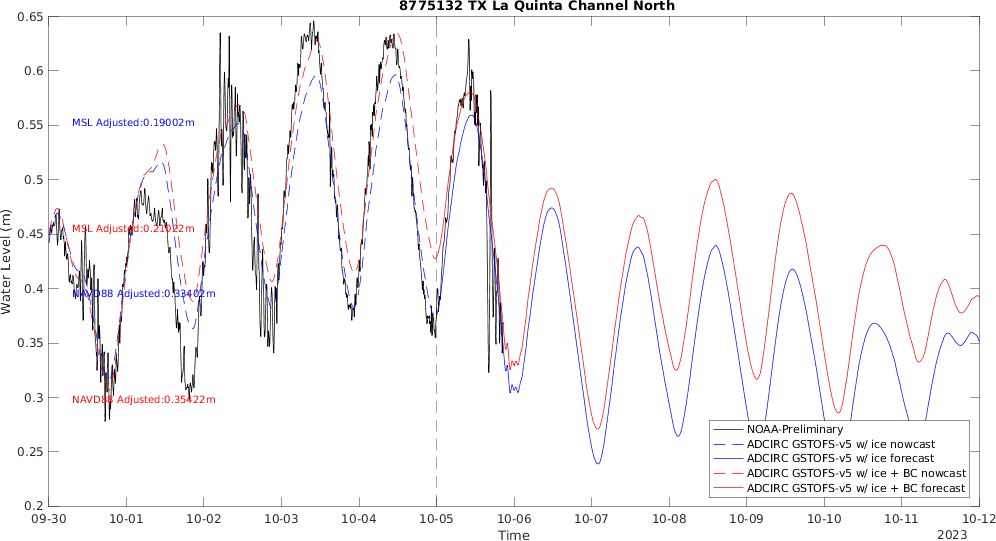 8775132 TX La Quinta Channel North
0.65
0.6
0.55
0.5
0.45
0.4
0.35
0.3
0.25
0.2
Water Level (m)
MSL Adjusted:0.19002m
MSL Adjusted:0.21022m
NAVD88 Adjusted:0.33402m
NAVD88 Adjusted:0.35422m
NOAA-Preliminary
ADCIRC GSTOFS-v5 w/ ice nowcast
ADCIRC GSTOFS-v5 w/ ice forecast
ADCIRC GSTOFS-v5 w/ ice + BC nowcast
ADCIRC GSTOFS-v5 w/ ice + BC forecast
09-30 10-01 10-02 10-03 10-04 10-05 10-06 10-07 10-08 10-09 10-10 10-11 10-12
Time
2023